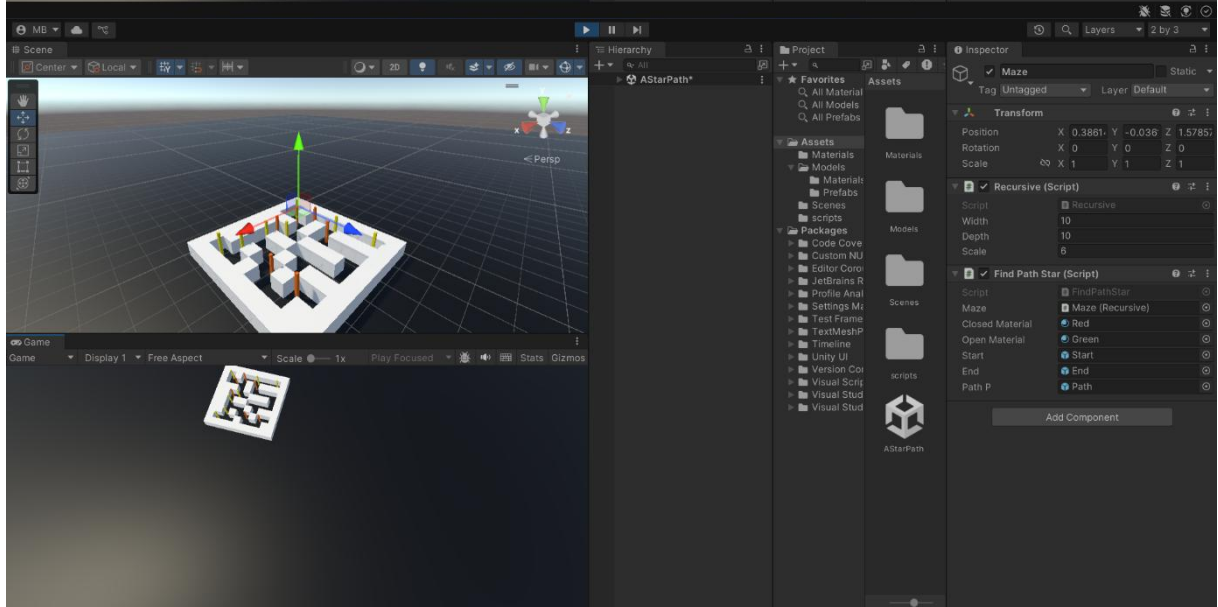 MB
Layers
2 by 3
Scene
Center
Local
2D
x
z
Persp
Game
Game
Display 1
Free Aspect
Scale
1x
Play Focused
Stats
Gizmos
Hierarchy
All
AStarPath*
Project
Favorites
All Material
All Models
All Prefabs
Assets
Materials
Models
Materials
Prefabs
Scenes
scripts
Packages
Code Cove
Custom NU
Editor Coro
JetBrains R
Profile Anal
Settings Ma
Test Frame
TextMeshP
Timeline
Unity UI
Version Con
Visual Scrip
Visual Stud
Visual Stud
Assets
Materials
Models
Scenes
scripts
AStarPath
Inspector
Maze
Static
Tag Untagged Layer Default
Transform
Position X 0.3861 Y -0.036 Z 1.5785
Rotation X 0 Y 0 Z 0
Scale X 1 Y 1 Z 1
Recursive (Script)
Script Recursive
Width 10
Depth 10
Scale 6
Find Path Star (Script)
Script FindPathStar
Maze Maze (Recursive)
Closed Material Red
Open Material Green
Start Start
End End
Path P Path
Add Component